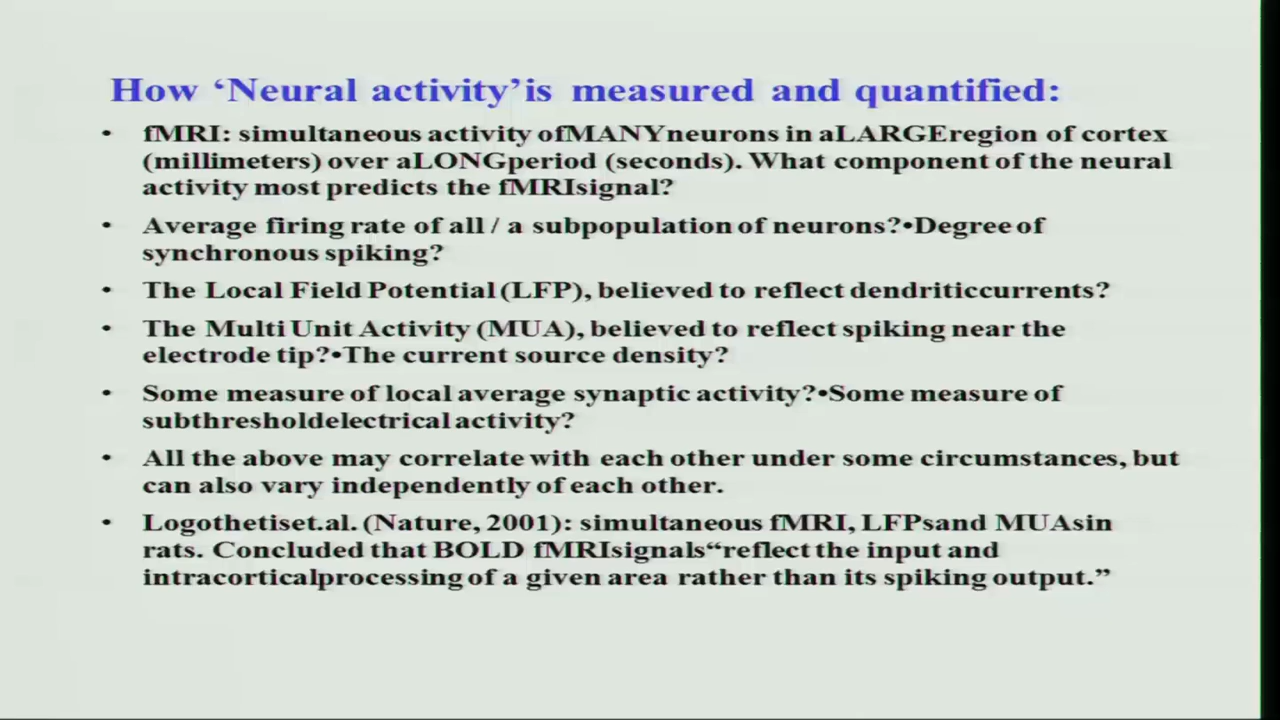 How ‘Neural activity’is measured and quantified:
• fMRI: simultaneous activity ofMANYneurons in aLARGEregion of cortex
(millimeters) over aLONGperiod (seconds). What component of the neural
activity most predicts the fMRIsignal?
• Average firing rate of all / a subpopulation of neurons?•Degree of
synchronous spiking?
• The Local Field Potential (LFP), believed to reflect dendriticcurrents?
• The Multi Unit Activity (MUA), believed to reflect spiking near the
electrode tip?•The current source density?
• Some measure of local average synaptic activity?•Some measure of
subthresholdelectrical activity?
• All the above may correlate with each other under some circumstances, but
can also vary independently of each other.
• Logothetiset.al. (Nature, 2001): simultaneous fMRI, LFPsand MUAsin
rats. Concluded that BOLD fMRIsignals“reflect the input and
intracorticalprocessing of a given area rather than its spiking output.”